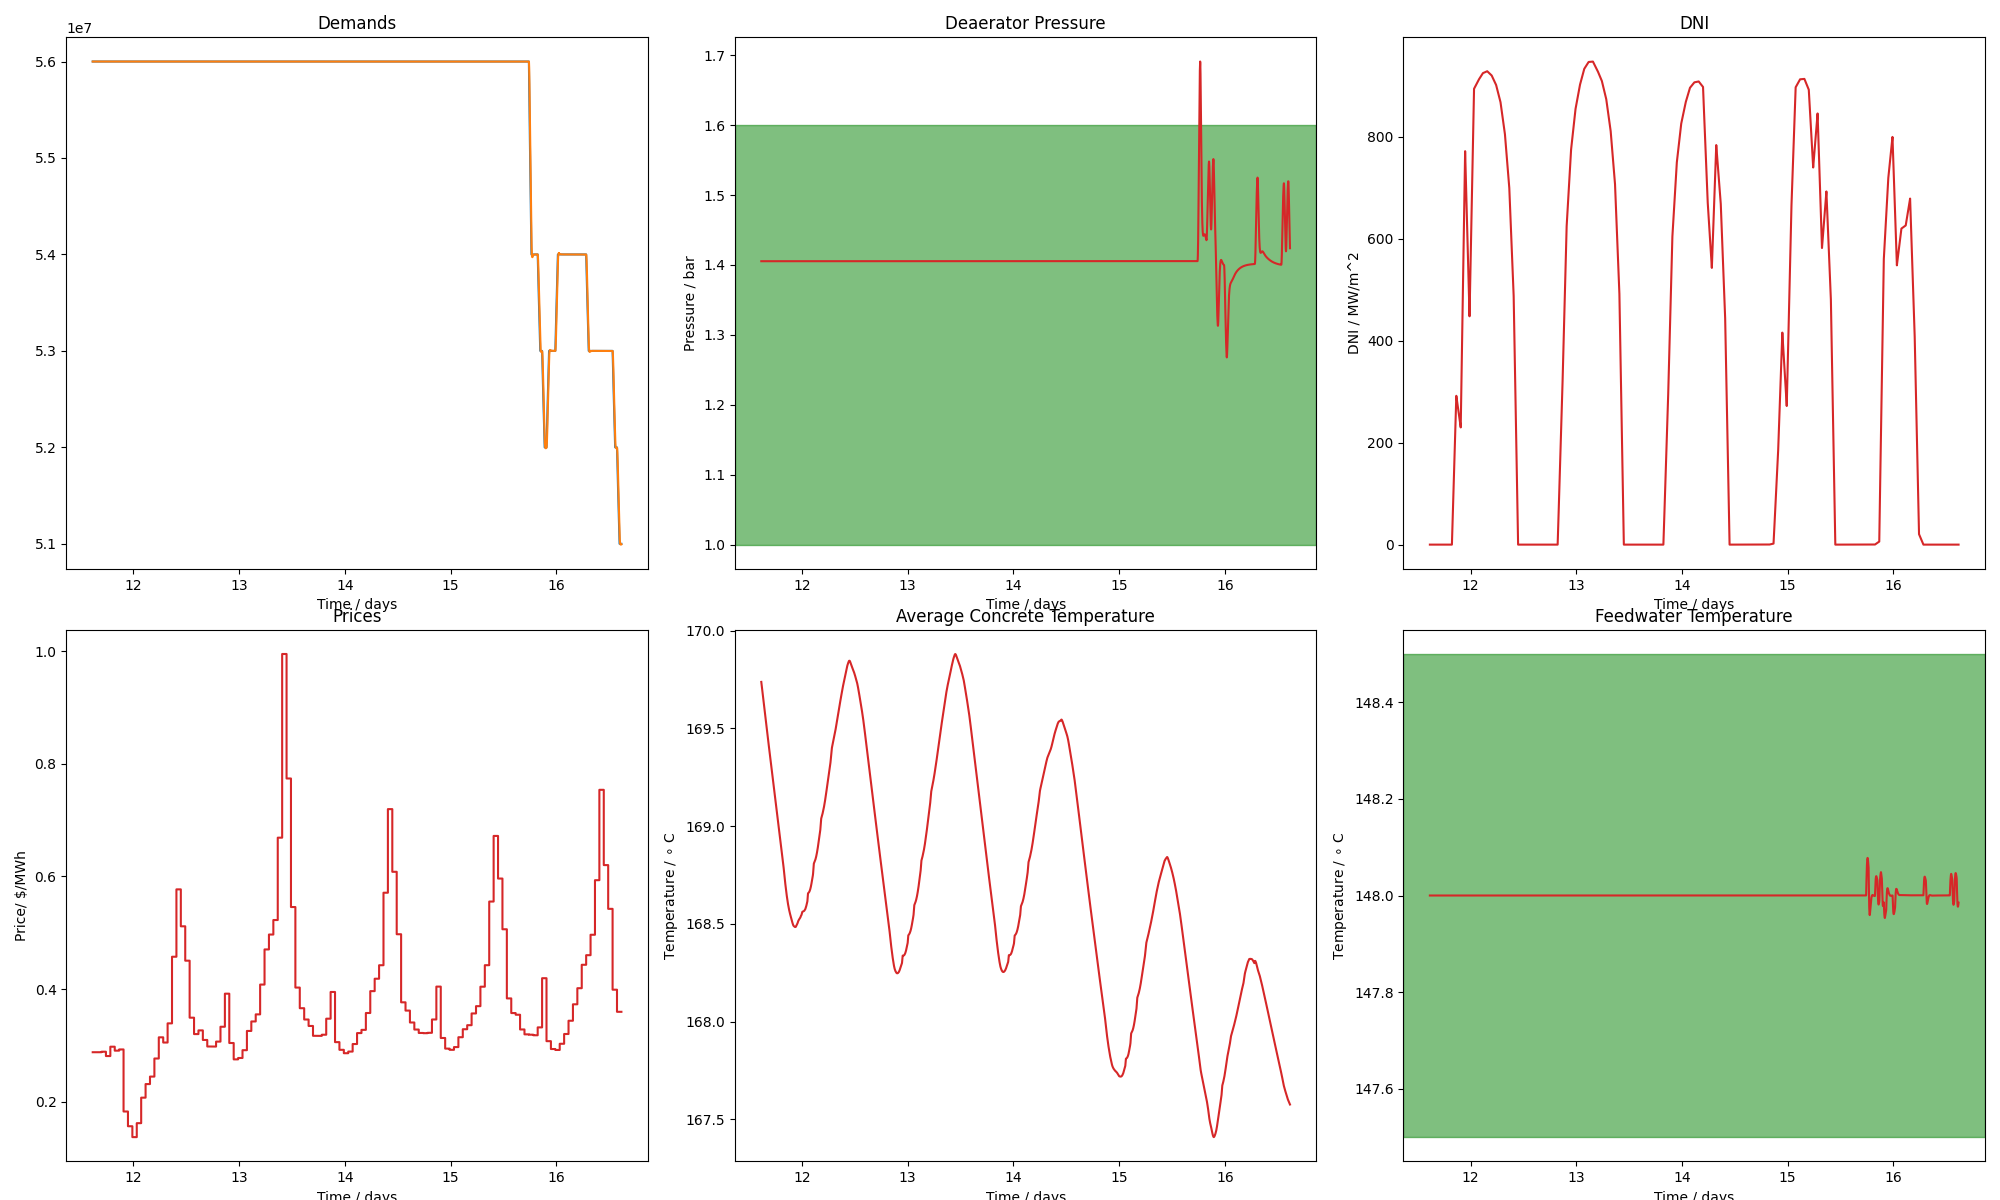 Demands
1e7
5.6
5.5
5.4
5.3
5.2
5.1
12 13 14 15 16
Time / days
Deaerator Pressure
Pressure / bar
1.7
1.6
1.5
1.4
1.3
1.2
1.1
1.0
12 13 14 15 16
Time / days
DNI
DNI / MW/m^2
800
600
400
200
0
12 13 14 15 16
Time / days
Prices
Price/ $/MWh
1.0
0.8
0.6
0.4
0.2
12 13 14 15 16
Time / days
Average Concrete Temperature
Temperature / ∘ C
170.0
169.5
169.0
168.5
168.0
167.5
12 13 14 15 16
Time / days
Feedwater Temperature
Temperature / ∘ C
148.4
148.2
148.0
147.8
147.6
12 13 14 15 16
Time / days